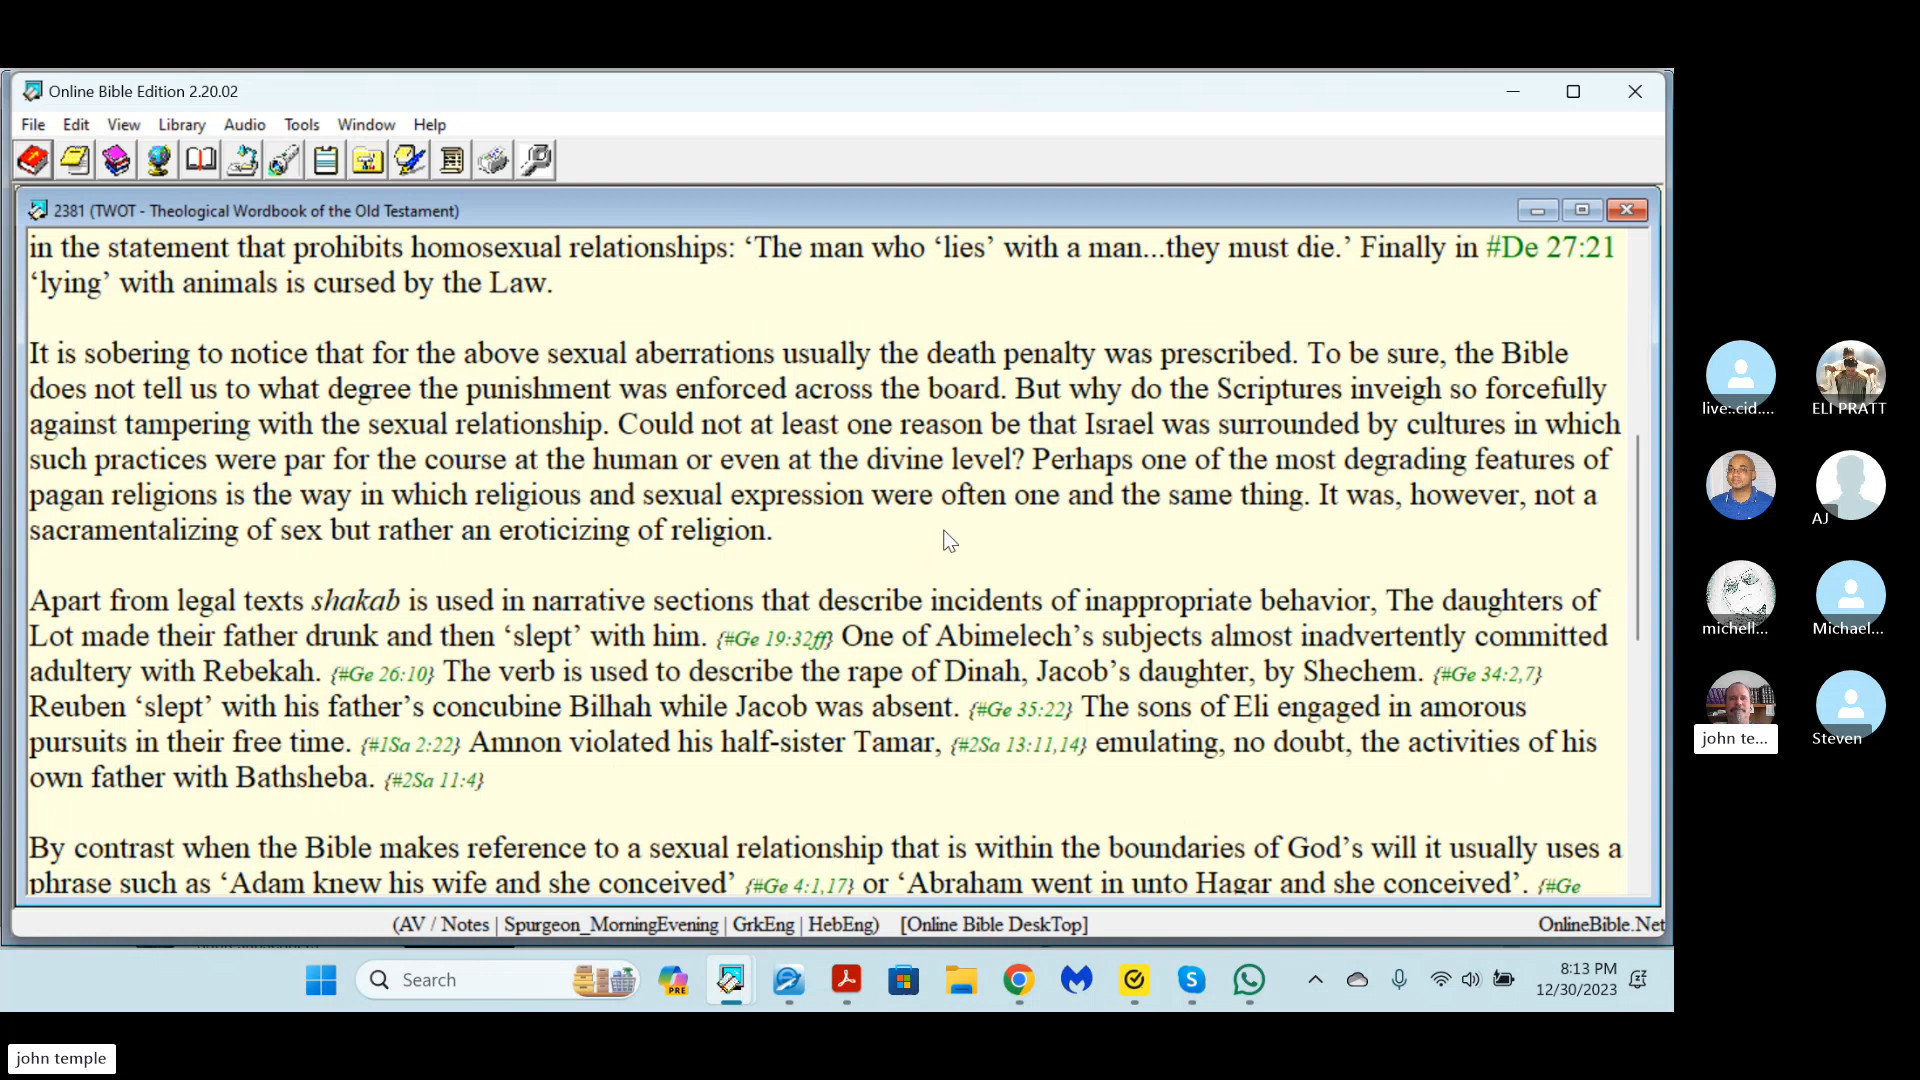 Online Bible Edition 2.20.02
File Edit View Library Audio Tools Window Help
2381 (TWOT - Theological Wordbook of the Old Testament)
in the statement that prohibits homosexual relationships: ‘The man who ‘lies’ with a man...they must die.’ Finally in #De 27:21
‘lying’ with animals is cursed by the Law.
It is sobering to notice that for the above sexual aberrations usually the death penalty was prescribed. To be sure, the Bible
does not tell us to what degree the punishment was enforced across the board. But why do the Scriptures inveigh so forcefully
against tampering with the sexual relationship. Could not at least one reason be that Israel was surrounded by cultures in which
such practices were par for the course at the human or even at the divine level? Perhaps one of the most degrading features of
pagan religions is the way in which religious and sexual expression were often one and the same thing. It was, however, not a
sacramentalizing of sex but rather an eroticizing of religion.
Apart from legal texts shakab is used in narrative sections that describe incidents of inappropriate behavior, The daughters of
Lot made their father drunk and then ‘slept’ with him. {#Ge 19:32ff} One of Abimelech’s subjects almost inadvertently committed
adultery with Rebekah. {#Ge 26:10} The verb is used to describe the rape of Dinah, Jacob’s daughter, by Shechem. {#Ge 34:2,7}
Reuben ‘slept’ with his father’s concubine Bilhah while Jacob was absent. {#Ge 35:22} The sons of Eli engaged in amorous
pursuits in their free time. {#1Sa 2:22} Amnon violated his half-sister Tamar, {#2Sa 13:11,14} emulating, no doubt, the activities of his
own father with Bathsheba. {#2Sa 11:4}
By contrast when the Bible makes reference to a sexual relationship that is within the boundaries of God’s will it usually uses a
phrase such as ‘Adam knew his wife and she conceived’ {#Ge 4:1,17} or ‘Abraham went in unto Hagar and she conceived’. {#Ge
(AV / Notes | Spurgeon_MorningEvening | GrkEng | HebEng) [Online Bible DeskTop]
OnlineBible.Net
Search
PRE
8:13 PM
12/30/2023
live:.cid....
ELI PRATT
AJ
michell...
Michael...
john te...
Steven
john temple